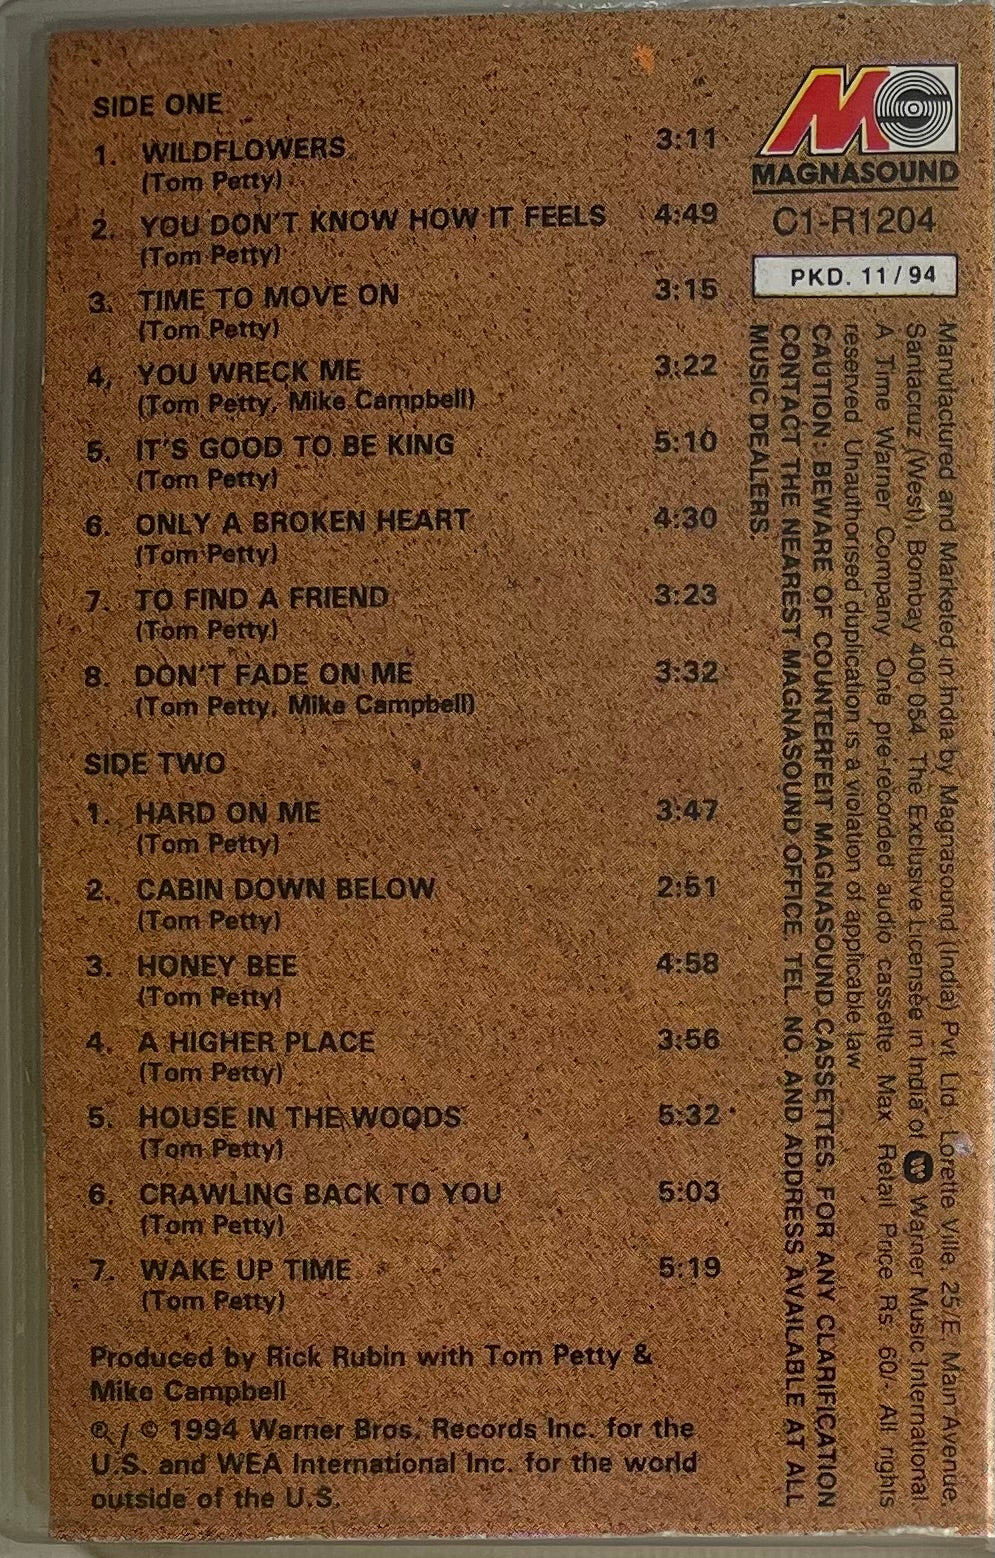 SIDE ONE
1. WILDFLOWERS 3:11
(Tom Petty)
2. YOU DON'T KNOW HOW IT FEELS 4:49
(Tom Petty)
3. TIME TO MOVE ON 3:15
(Tom Petty)
4, YOU WRECK ME 3:22
(Tom Petty, Mike Campbell)
5. IT'S GOOD TO BE KING 5:10
(Tom Petty)
6. ONLY A BROKEN HEART 4:30
(Tom Petty)
7. TO FIND A FRIEND 3:23
(Tom Petty)
8. DON'T FADE ON ME 3:32
(Tom Petty, Mike Campbell)
SIDE TWO
1. HARD ON ME 3:47
(Tom Petty)
2. CABIN DOWN BELOW 2:51
(Tom Petty)
3. HONEY BEE 4:58
(Tom Petty)
4. A HIGHER PLACE 3:56
(Tom Petty)
5. HOUSE IN THE WOODS 5:32
(Tom Petty)
6. CRAWLING BACK TO YOU 5:03
(Tom Petty)
7. WAKE UP TIME 5:19
(Tom Petty)
Produced by Rick Rubin with Tom Petty &
Mike Campbell
℗ / © 1994 Warner Bros. Records Inc. for the
U.S. and WEA International Inc. for the world
outside of the U.S.
M
MAGNASOUND
C1-R1204
PKD. 11/94
Manufactured and Marketed in India by Magnasound (India) Pvt Ltd Lorette Ville, 25/E Main Avenue,
Santacruz (West), Bombay 400 054. The Exclusive Licensee in India of W Warner Music International
A Time Warner Company One pre-recorded audio cassette Max Retail Price Rs. 60/- All rights
reserved Unauthorised duplication is a violation of applicable law
CAUTION: BEWARE OF COUNTERFEIT MAGNASOUND CASSETTES. FOR ANY CLARIFICATION
CONTACT THE NEAREST MAGNASOUND OFFICE. TEL. NO. AND ADDRESS AVAILABLE AT ALL
MUSIC DEALERS.